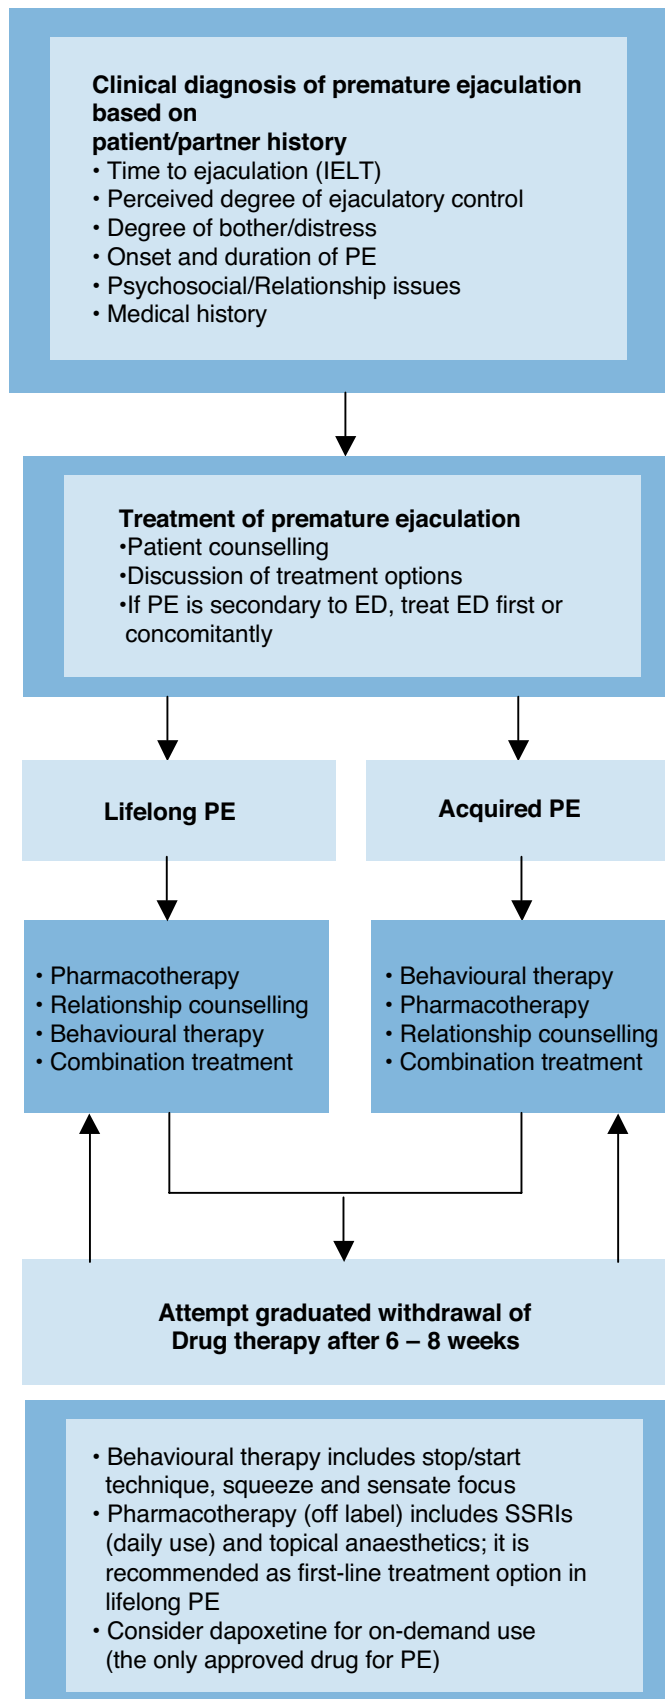 Clinical diagnosis of premature ejaculation
based on
patient/partner history
• Time to ejaculation (IELT)
• Perceived degree of ejaculatory control
• Degree of bother/distress
• Onset and duration of PE
• Psychosocial/Relationship issues
• Medical history
Treatment of premature ejaculation
•Patient counselling
•Discussion of treatment options
•If PE is secondary to ED, treat ED first or
concomitantly
Lifelong PE
Acquired PE
• Pharmacotherapy
• Relationship counselling
• Behavioural therapy
• Combination treatment
• Behavioural therapy
• Pharmacotherapy
• Relationship counselling
• Combination treatment
Attempt graduated withdrawal of
Drug therapy after 6 – 8 weeks
• Behavioural therapy includes stop/start
technique, squeeze and sensate focus
• Pharmacotherapy (off label) includes SSRIs
(daily use) and topical anaesthetics; it is
recommended as first-line treatment option in
lifelong PE
• Consider dapoxetine for on-demand use
(the only approved drug for PE)